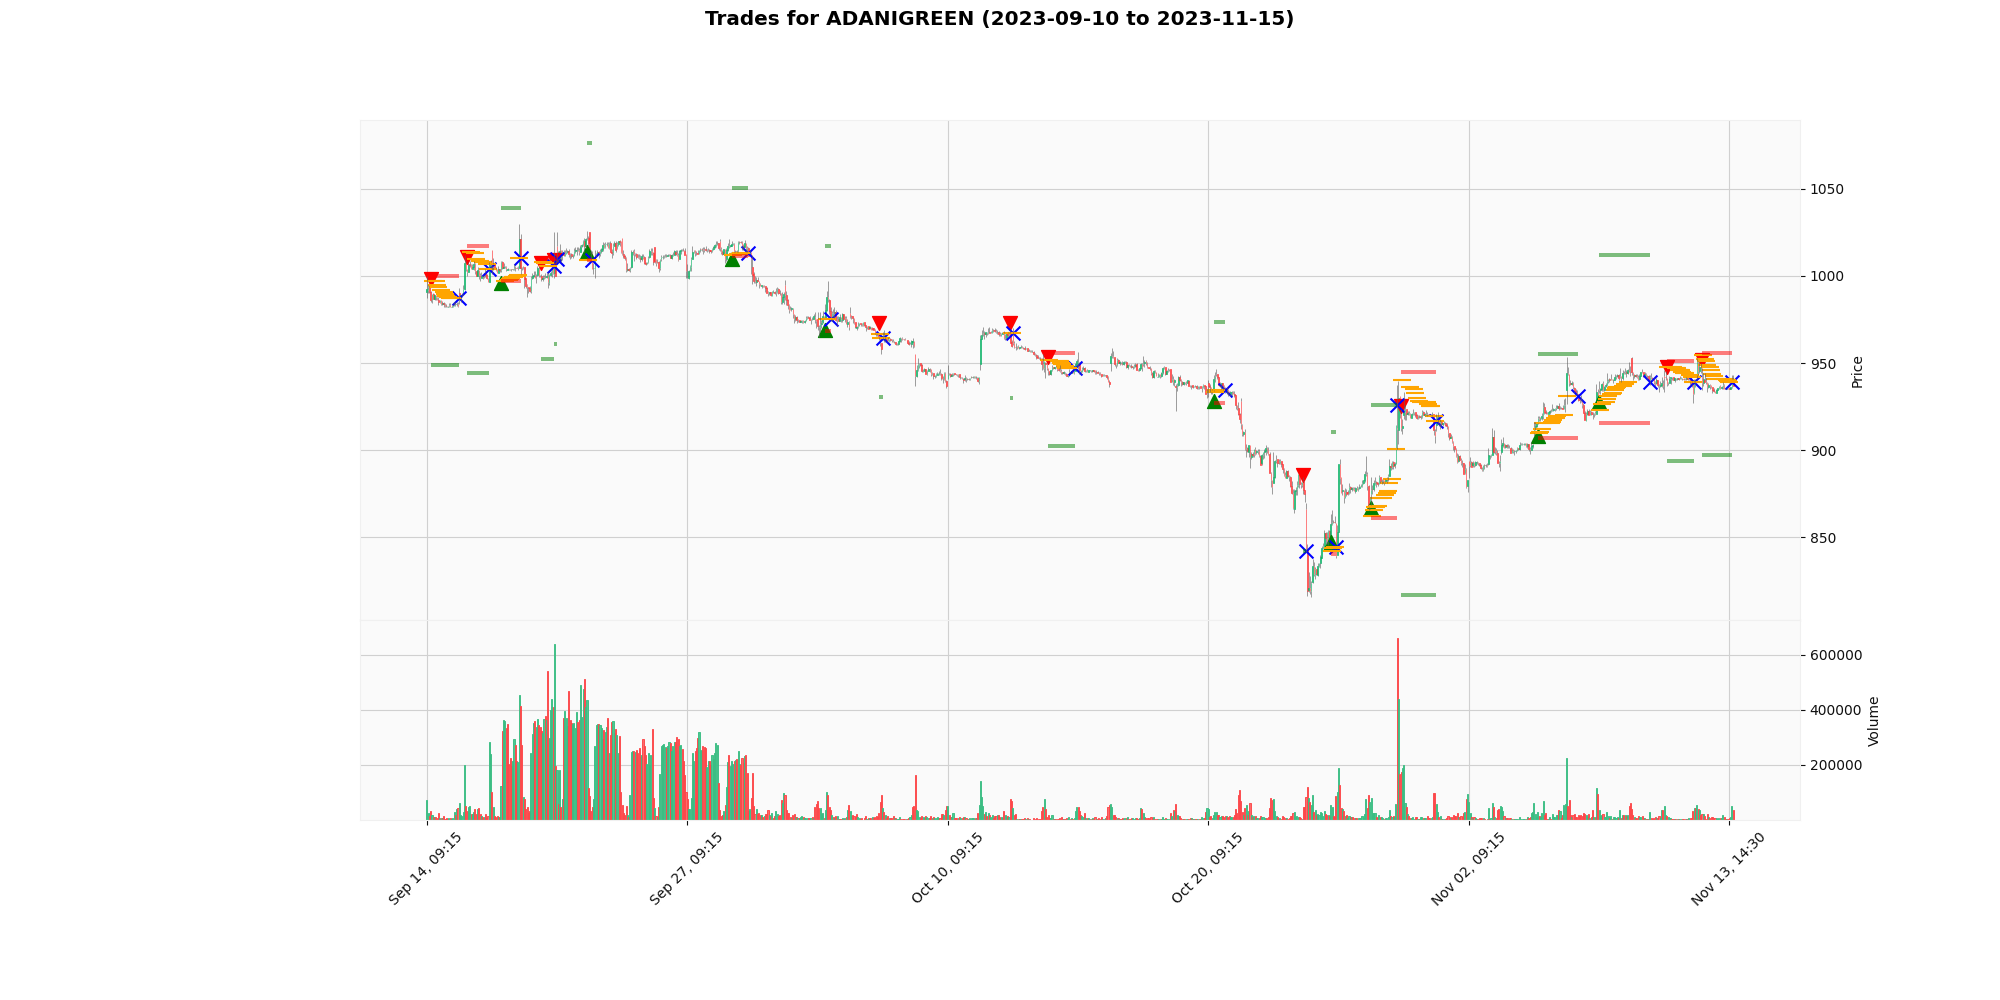 Trades for ADANIGREEN (2023-09-10 to 2023-11-15)
1050
1000
950
900
850
Price
600000
400000
200000
Volume
Sep 14, 09:15
Sep 27, 09:15
Oct 10, 09:15
Oct 20, 09:15
Nov 02, 09:15
Nov 13, 14:30